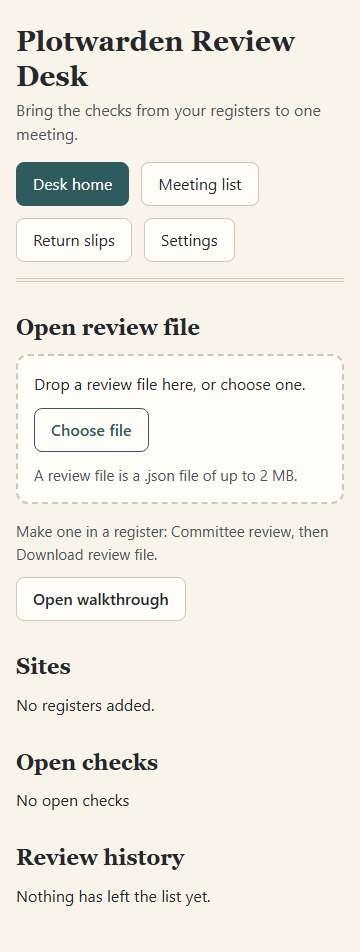 Plotwarden Review
Desk
Bring the checks from your registers to one
meeting.
Desk home
Meeting list
Return slips
Settings
Open review file
Drop a review file here, or choose one.
Choose file
A review file is a .json file of up to 2 MB.
Make one in a register: Committee review, then
Download review file.
Open walkthrough
Sites
No registers added.
Open checks
No open checks
Review history
Nothing has left the list yet.